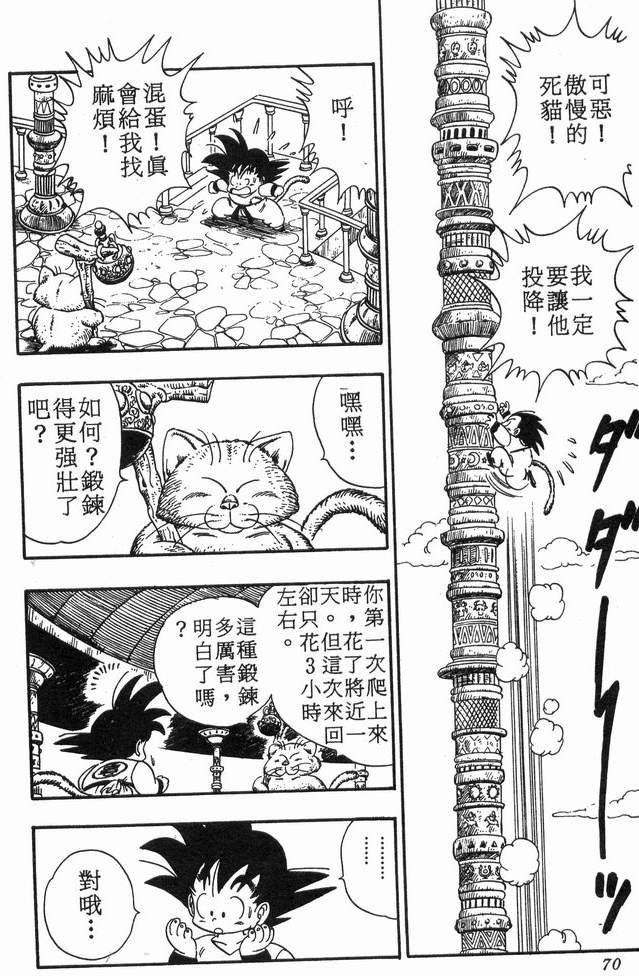 可惡！
傲慢的
死貓！
我一定
要讓他
投降！
ダダーーッ
呼！
混蛋！眞
會給我找
麻煩！
嘿嘿…
如何？鍛鍊
得更强壯了
吧？
你第一次爬上來
時，花了將近一
天。但這次來回
卻只花3小時
左右。
這種鍛鍊
多厲害，
明白了嗎
？
……
對哦…
70